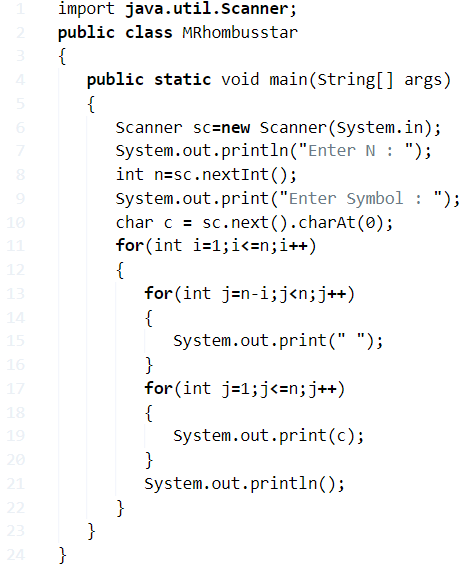 1 import java.util.Scanner;
2 public class MRhombusstar
3 {
4 public static void main(String[] args)
5 {
6 Scanner sc=new Scanner(System.in);
7 System.out.println("Enter N : ");
8 int n=sc.nextInt();
9 System.out.print("Enter Symbol : ");
10 char c = sc.next().charAt(0);
11 for(int i=1;i<=n;i++)
12 {
13 for(int j=n-i;j<n;j++)
14 {
15 System.out.print(" ");
16 }
17 for(int j=1;j<=n;j++)
18 {
19 System.out.print(c);
20 }
21 System.out.println();
22 }
23 }
24 }